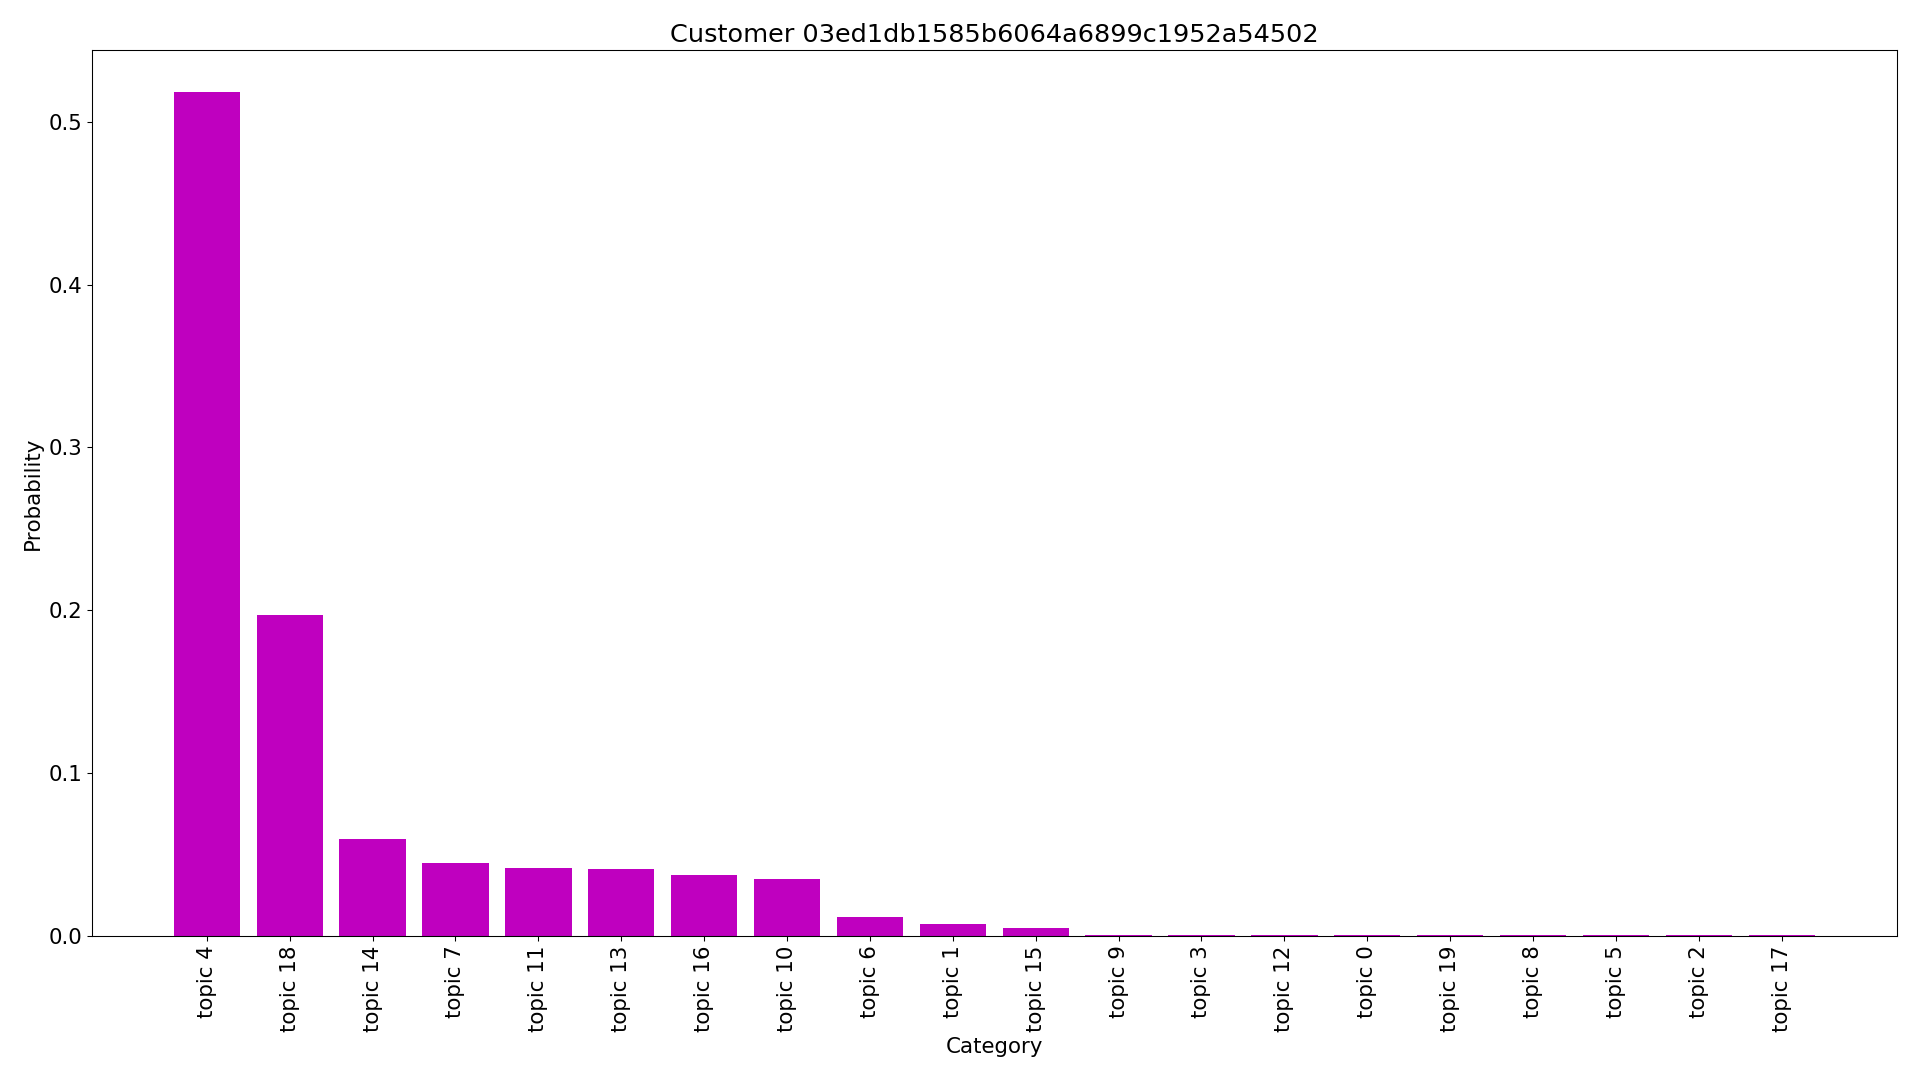 Customer 03ed1db1585b6064a6899c1952a54502
Probability
0.5
0.4
0.3
0.2
0.1
0.0
topic 4
topic 18
topic 14
topic 7
topic 11
topic 13
topic 16
topic 10
topic 6
topic 1
topic 15
topic 9
topic 3
topic 12
topic 0
topic 19
topic 8
topic 5
topic 2
topic 17
Category